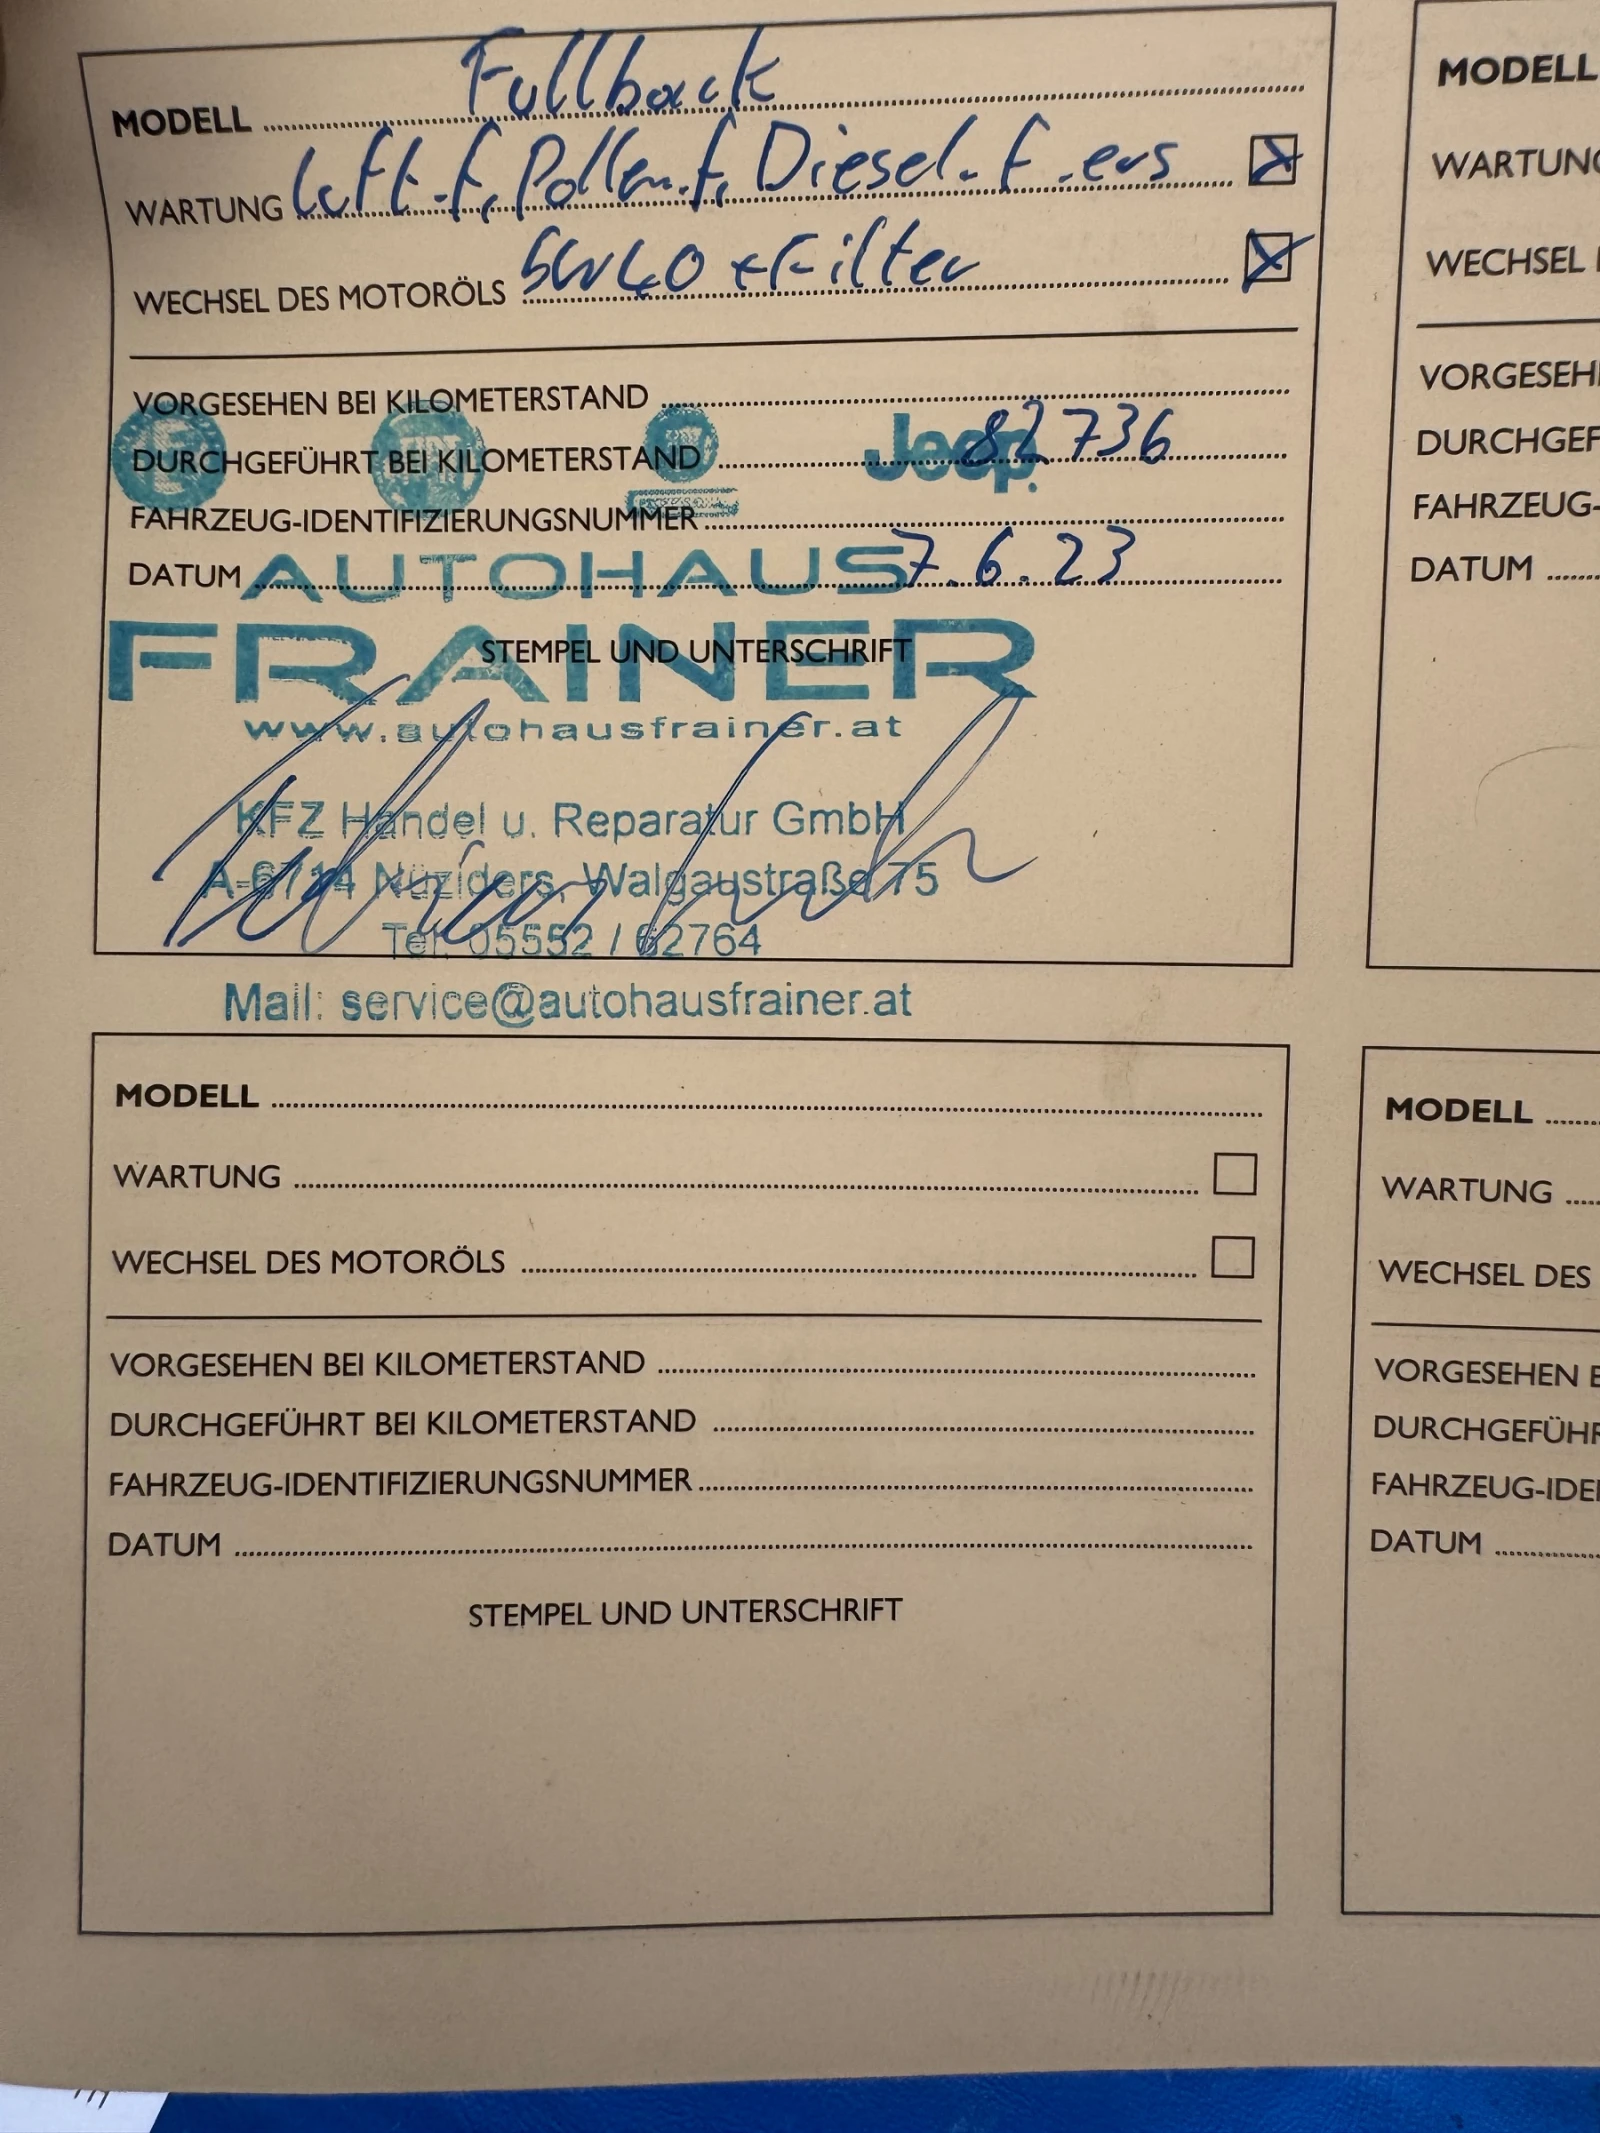 MODELL Fullback
WARTUNG Luft-f, Pollen.f, Diesel-f.ers
WECHSEL DES MOTORÖLS 5W40 + Filter
VORGESEHEN BEI KILOMETERSTAND
DURCHGEFÜHRT BEI KILOMETERSTAND 82736
Jeep
FAHRZEUG-IDENTIFIZIERUNGSNUMMER
DATUM 7.6.23
AUTOHAUS
FRAINER
STEMPEL UND UNTERSCHRIFT
www.autohausfrainer.at
KFZ Handel u. Reparatur GmbH
A-6714 Nüziders, Walgaustraße 75
Tel: 05552 / 62764
Mail: service@autohausfrainer.at
MODELL
WARTUNG
WECHSEL DES MOTORÖLS
VORGESEHEN BEI KILOMETERSTAND
DURCHGEFÜHRT BEI KILOMETERSTAND
FAHRZEUG-IDENTIFIZIERUNGSNUMMER
DATUM
STEMPEL UND UNTERSCHRIFT
MODELL
WARTUNG
WECHSEL
VORGESEH
DURCHGEF
FAHRZEUG-
DATUM
MODELL
WARTUNG
WECHSEL DES
VORGESEHEN
DURCHGEFÜHR
FAHRZEUG-IDE
DATUM